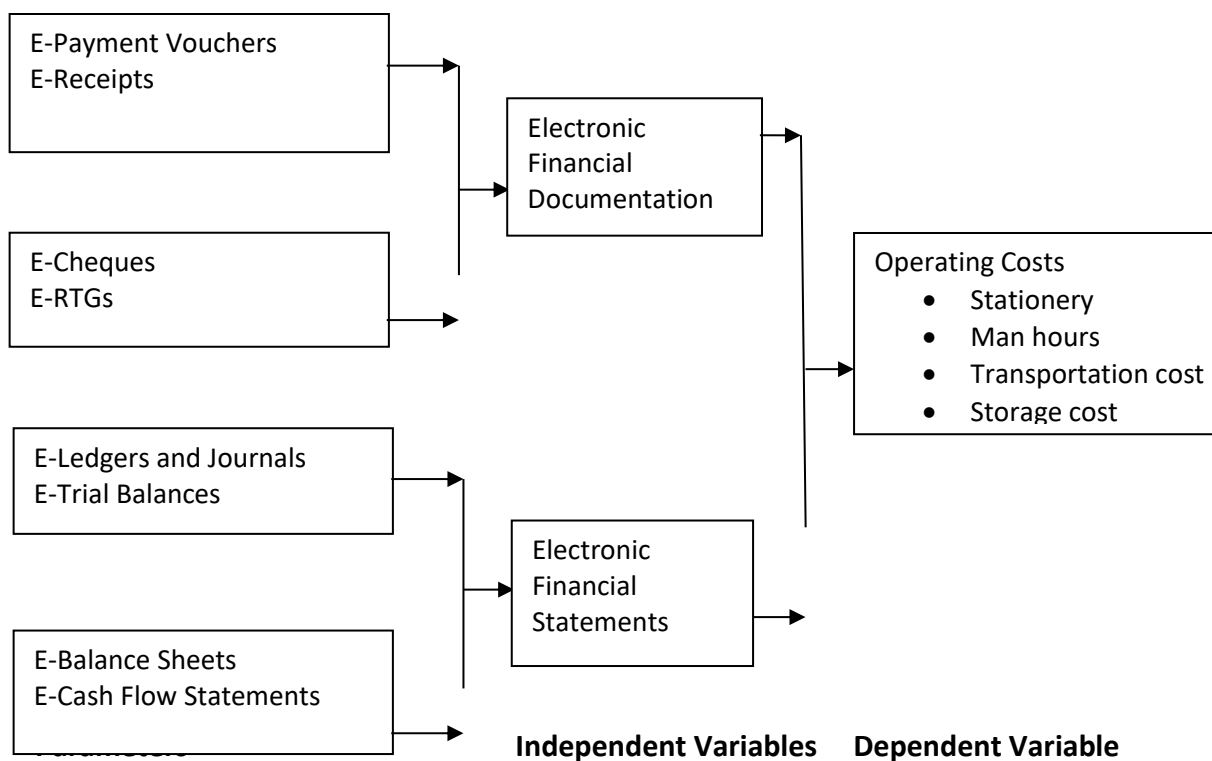 E-Payment Vouchers
E-Receipts
E-Cheques
E-RTGs
E-Ledgers and Journals
E-Trial Balances
E-Balance Sheets
E-Cash Flow Statements
Electronic
Financial
Documentation
Electronic
Financial
Statements
Operating Costs
• Stationery
• Man hours
• Transportation cost
• Storage cost
Independent Variables
Dependent Variable